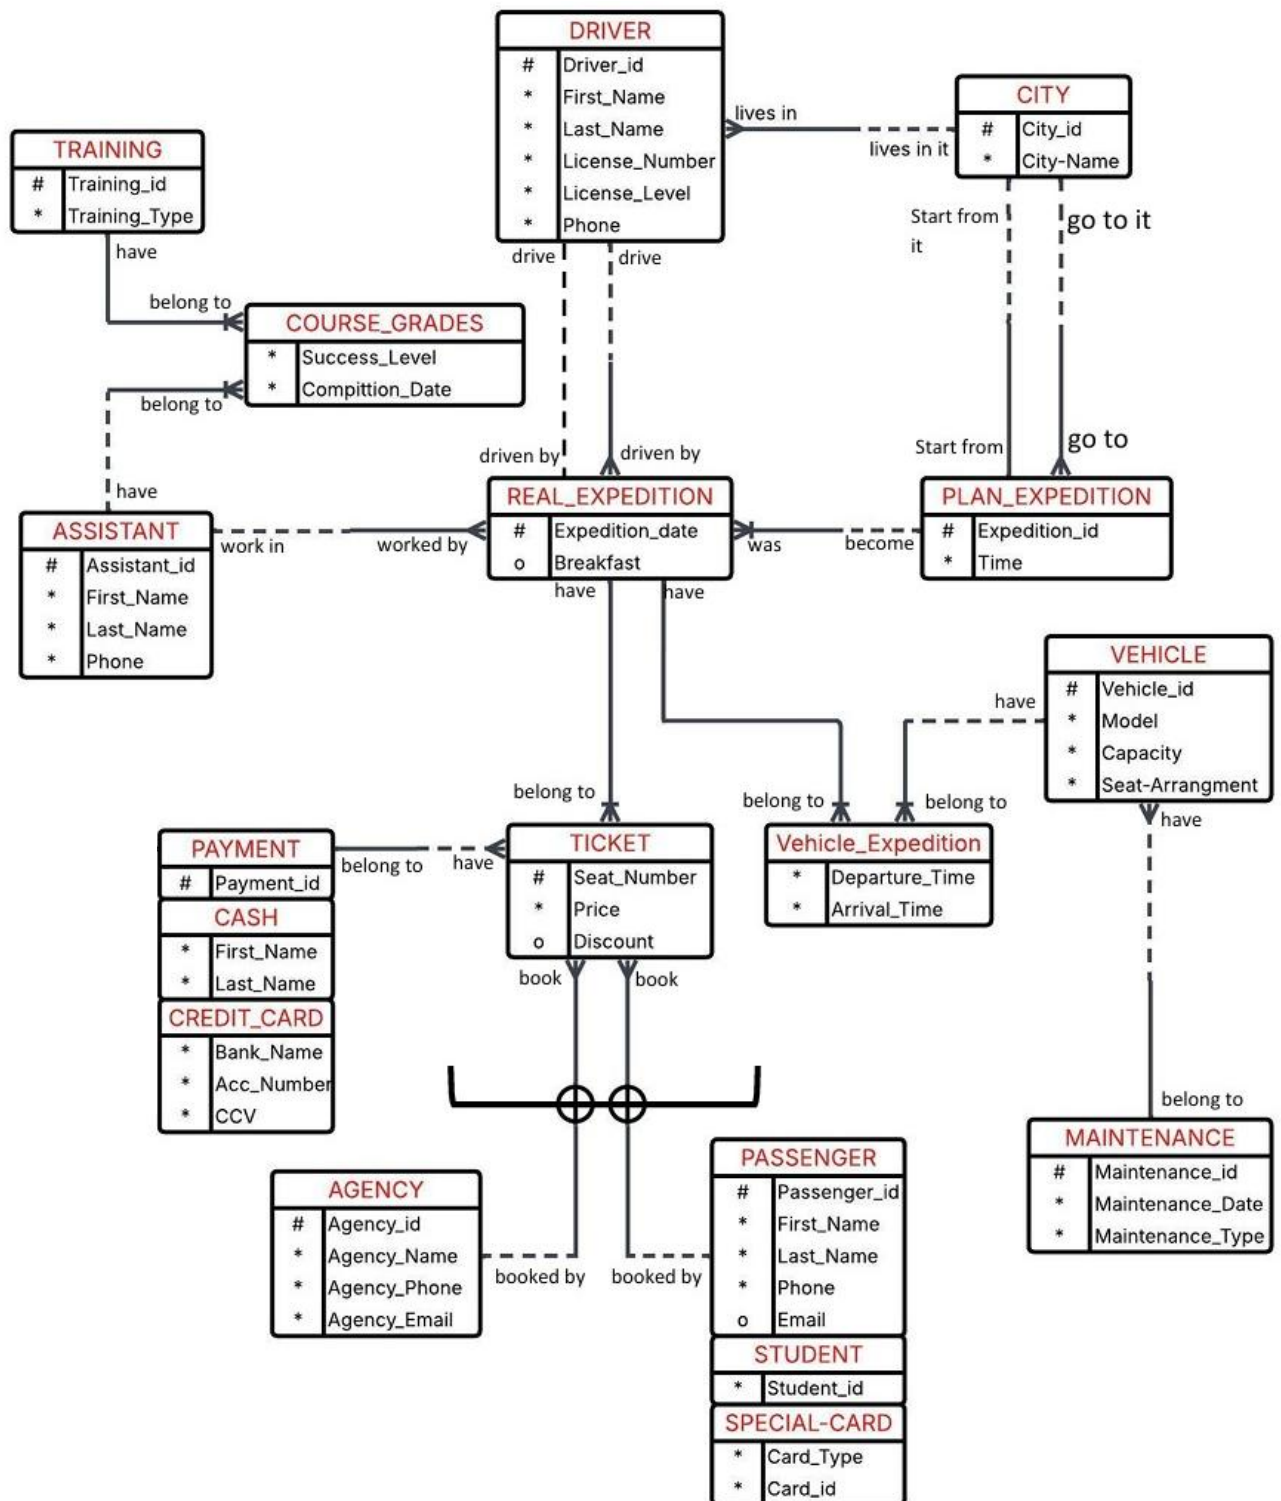 DRIVER
# Driver_id
* First_Name
* Last_Name
* License_Number
* License_Level
* Phone
lives in
lives in it
CITY
# City_id
* City-Name
TRAINING
# Training_id
* Training_Type
have
belong to
COURSE_GRADES
* Success_Level
* Compittion_Date
belong to
have
drive
drive
driven by
driven by
Start from
it
go to it
Start from
go to
ASSISTANT
# Assistant_id
* First_Name
* Last_Name
* Phone
work in
worked by
REAL_EXPEDITION
# Expedition_date
o Breakfast
was
become
PLAN_EXPEDITION
# Expedition_id
* Time
have
have
VEHICLE
# Vehicle_id
* Model
* Capacity
* Seat-Arrangment
have
have
belong to
belong to
belong to
PAYMENT
# Payment_id
CASH
* First_Name
* Last_Name
CREDIT_CARD
* Bank_Name
* Acc_Number
* CCV
belong to
have
TICKET
# Seat_Number
* Price
o Discount
Vehicle_Expedition
* Departure_Time
* Arrival_Time
book
book
belong to
MAINTENANCE
# Maintenance_id
* Maintenance_Date
* Maintenance_Type
AGENCY
# Agency_id
* Agency_Name
* Agency_Phone
* Agency_Email
booked by
booked by
PASSENGER
# Passenger_id
* First_Name
* Last_Name
* Phone
o Email
STUDENT
* Student_id
SPECIAL-CARD
* Card_Type
* Card_id